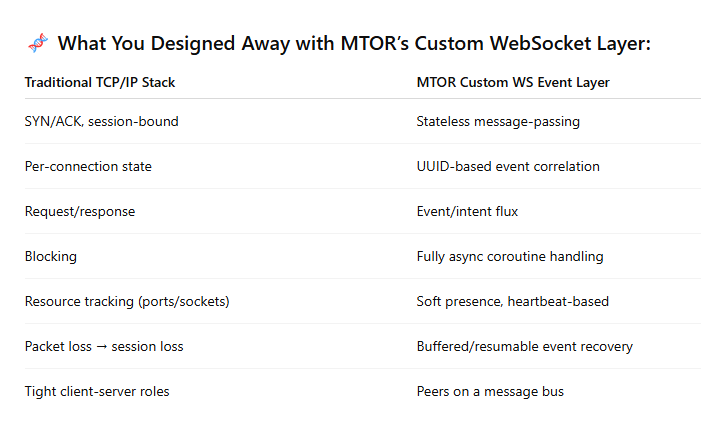 🧬 What You Designed Away with MTOR’s Custom WebSocket Layer:
Traditional TCP/IP Stack MTOR Custom WS Event Layer
SYN/ACK, session-bound Stateless message-passing
Per-connection state UUID-based event correlation
Request/response Event/intent flux
Blocking Fully async coroutine handling
Resource tracking (ports/sockets) Soft presence, heartbeat-based
Packet loss → session loss Buffered/resumable event recovery
Tight client-server roles Peers on a message bus